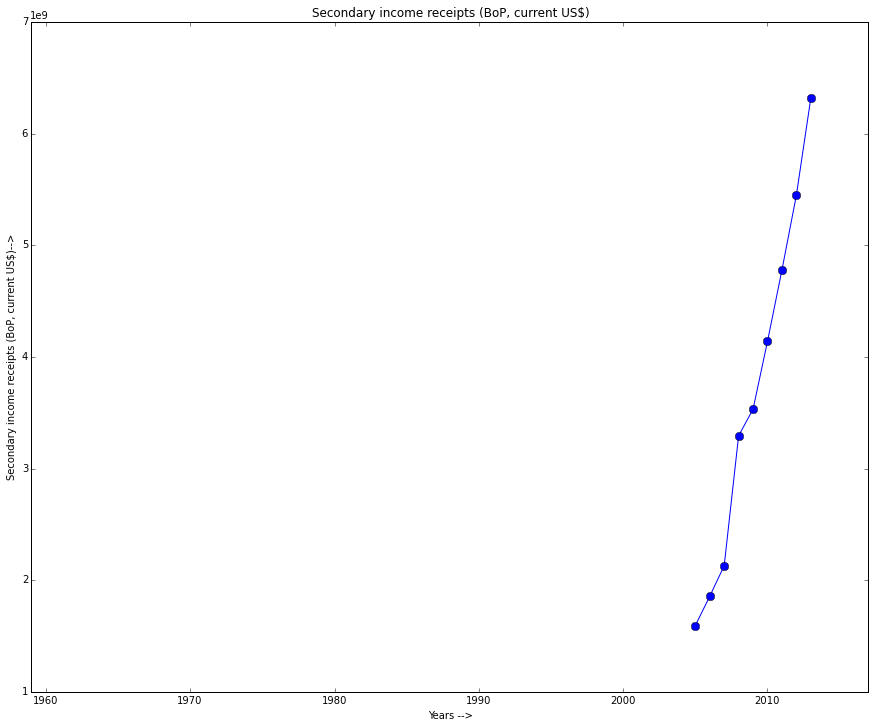 Secondary income receipts (BoP, current US$)
1e9
7
6
5
4
3
2
1
Secondary income receipts (BoP, current US$)-->
1960 1970 1980 1990 2000 2010
Years -->